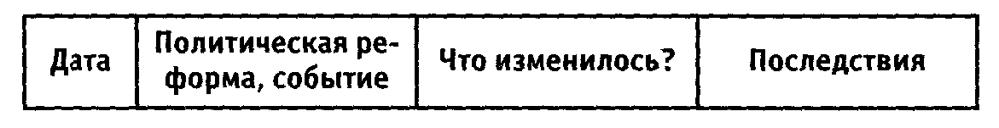 Дата
Политическая ре-
форма, событие
Что изменилось?
Последствия